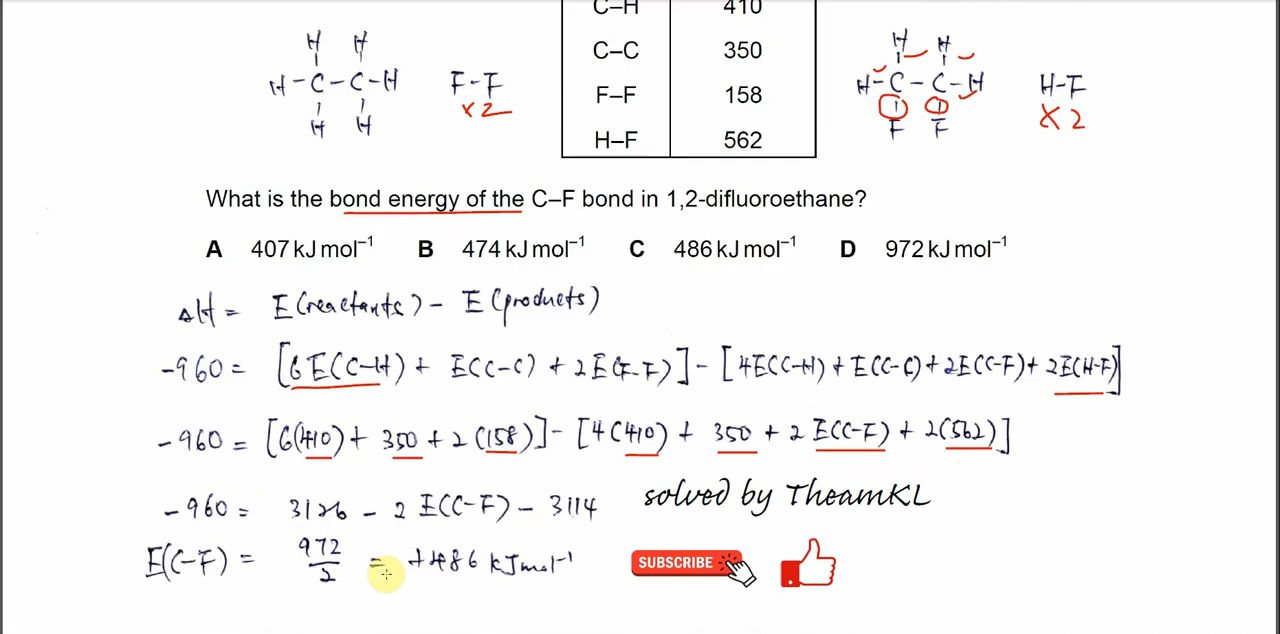 C–H 410
C–C 350
F–F 158
H–F 562
H H
H-C-C-H
H H
F-F
×2
H H
H-C-C-H
F F
H-F
×2
What is the bond energy of the C–F bond in 1,2-difluoroethane?
A 407 kJ mol⁻¹ B 474 kJ mol⁻¹ C 486 kJ mol⁻¹ D 972 kJ mol⁻¹
ΔH = E(reactants) - E(products)
-960 = [6E(C-H) + E(C-C) + 2E(F-F)] - [4E(C-H) + E(C-C) + 2E(C-F) + 2E(H-F)]
-960 = [6(410) + 350 + 2(158)] - [4(410) + 350 + 2E(C-F) + 2(562)]
-960 = 3126 - 2E(C-F) - 3114
solved by TheamKL
E(C-F) = 972/2 = +486 kJmol⁻¹
SUBSCRIBE